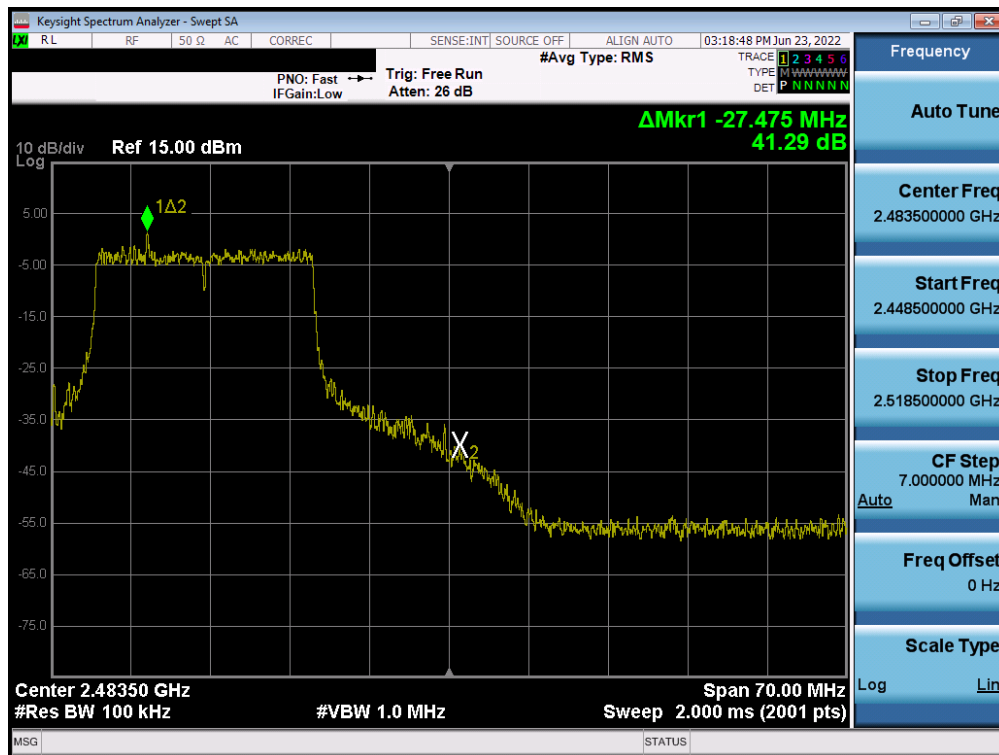 Keysight Spectrum Analyzer - Swept SA
LXI RL RF 50 Ω AC CORREC SENSE:INT SOURCE OFF ALIGN AUTO 03:18:48 PM Jun 23, 2022
#Avg Type: RMS
TRACE 1 2 3 4 5 6
PNO: Fast Trig: Free Run
TYPE M WWWWW
IFGain:Low Atten: 26 dB
DET P N N N N N
Frequency
ΔMkr1 -27.475 MHz
41.29 dB
10 dB/div Ref 15.00 dBm
Log
1Δ2
5.00
-5.00
-15.0
-25.0
-35.0
2
-45.0
-55.0
-65.0
-75.0
Center 2.48350 GHz Span 70.00 MHz
#Res BW 100 kHz #VBW 1.0 MHz Sweep 2.000 ms (2001 pts)
Auto Tune
Center Freq
2.483500000 GHz
Start Freq
2.448500000 GHz
Stop Freq
2.518500000 GHz
CF Step
7.000000 MHz
Auto Man
Freq Offset
0 Hz
Scale Type
Log Lin
MSG STATUS